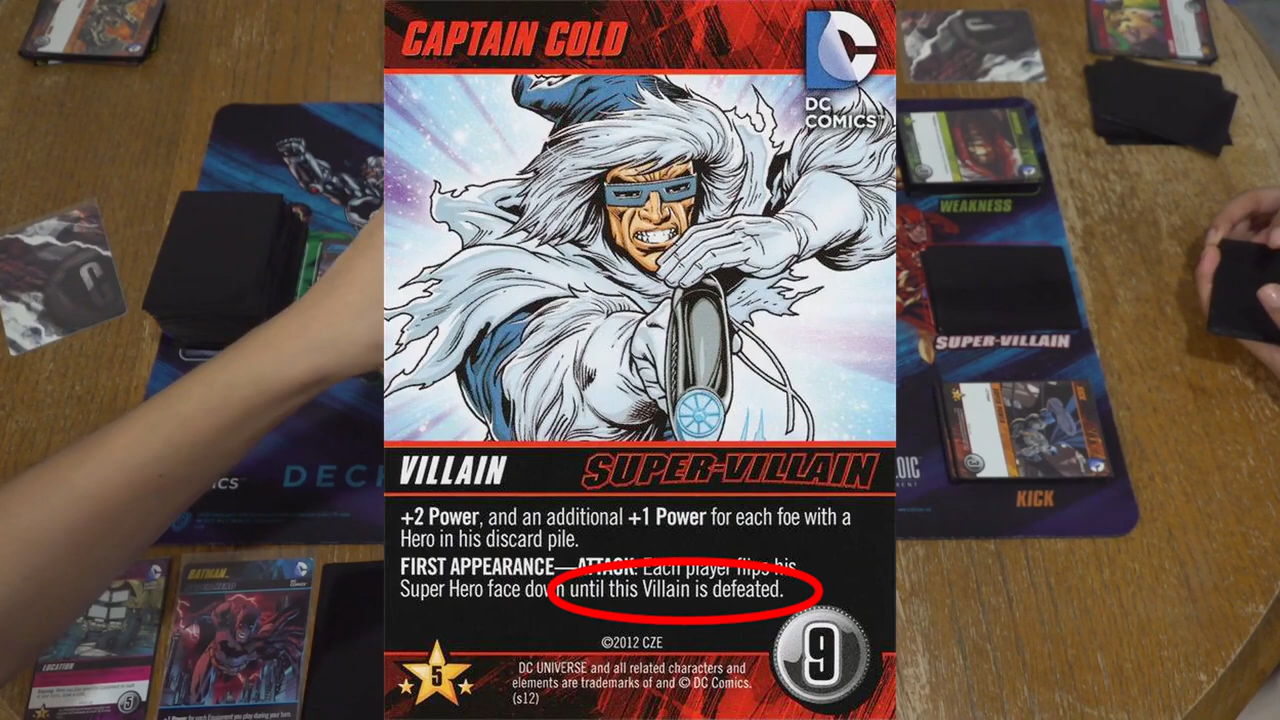 CAPTAIN COLD
DC
COMICS™
VILLAIN
SUPER-VILLAIN
+2 Power, and an additional +1 Power for each foe with a
Hero in his discard pile.
FIRST APPEARANCE—ATTACK: Each player flips his
Super Hero face down until this Villain is defeated.
©2012 CZE
5
9
DC UNIVERSE and all related characters and
elements are trademarks of and © DC Comics.
(s12)
WEAKNESS
SUPER-VILLAIN
KICK
DECK
BATMAN
LOCATION
5